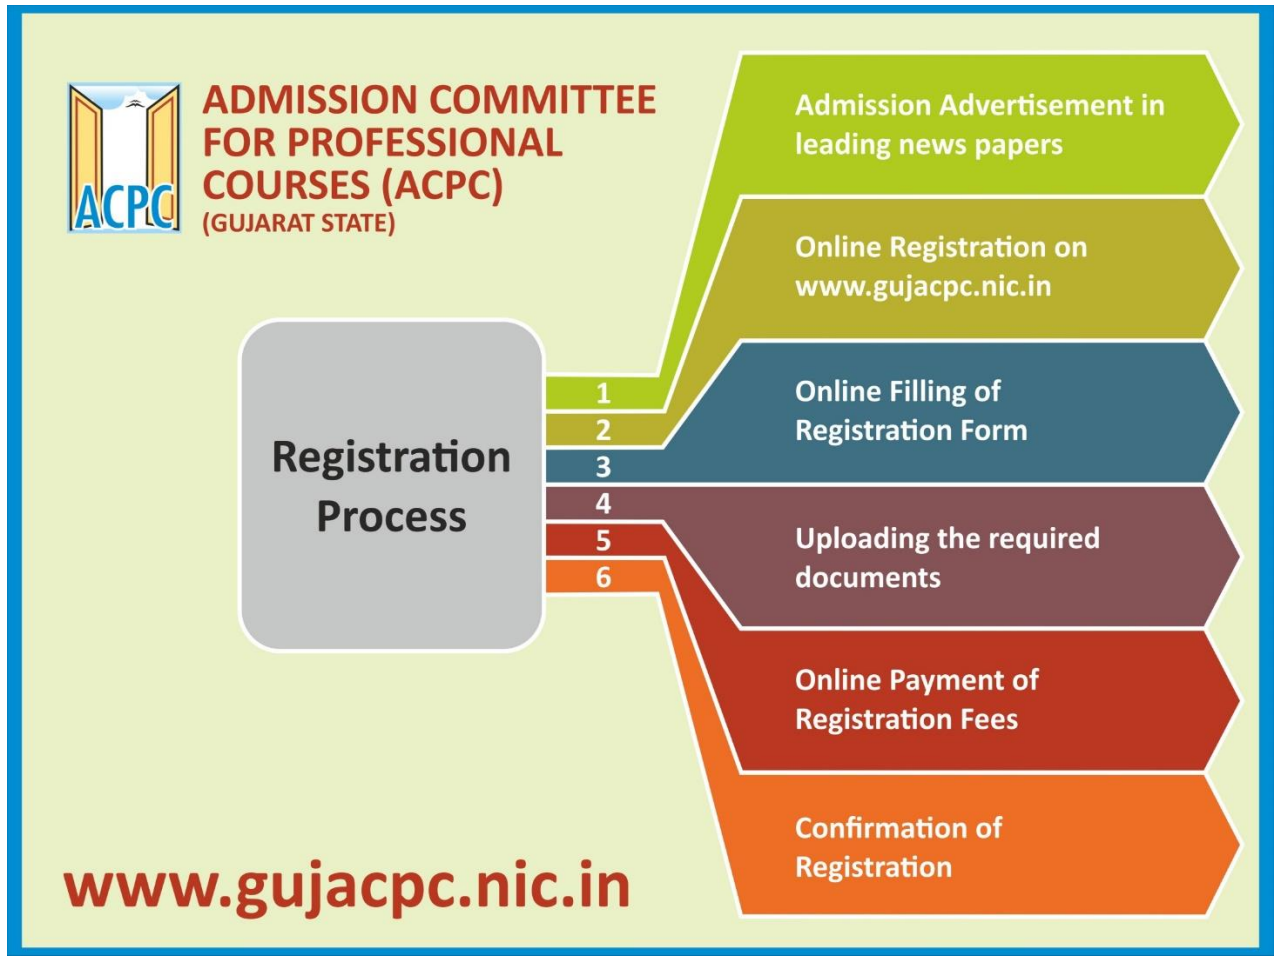 ACPC
ADMISSION COMMITTEE
FOR PROFESSIONAL
COURSES (ACPC)
(GUJARAT STATE)
Registration
Process
1
2
3
4
5
6
Admission Advertisement in
leading news papers
Online Registration on
www.gujacpc.nic.in
Online Filling of
Registration Form
Uploading the required
documents
Online Payment of
Registration Fees
Confirmation of
Registration
www.gujacpc.nic.in